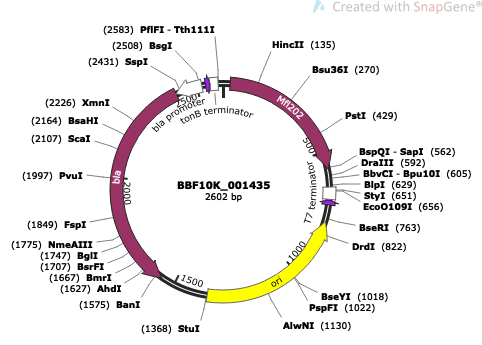 Created with SnapGene®
(2583) PflFI - Tth111I
(2508) BsgI
(2431) SspI
HincII (135)
Bsu36I (270)
PstI (429)
BspQI - SapI (562)
DraIII (592)
BbvCI - Bpu10I (605)
BlpI (629)
StyI (651)
EcoO109I (656)
BseRI (763)
DrdI (822)
BseYI (1018)
PspFI (1022)
AlwNI (1130)
(1368) StuI
(1575) BanI
(1627) AhdI
(1667) BmrI
(1707) BsrFI
(1747) BglI
(1775) NmeAIII
(1849) FspI
(1997) PvuI
(2107) ScaI
(2164) BsaHI
(2226) XmnI
bla promoter
tonB terminator
Mfl202
T7 terminator
ori
bla
500
1000
1500
2000
2500
BBF10K_001435
2602 bp